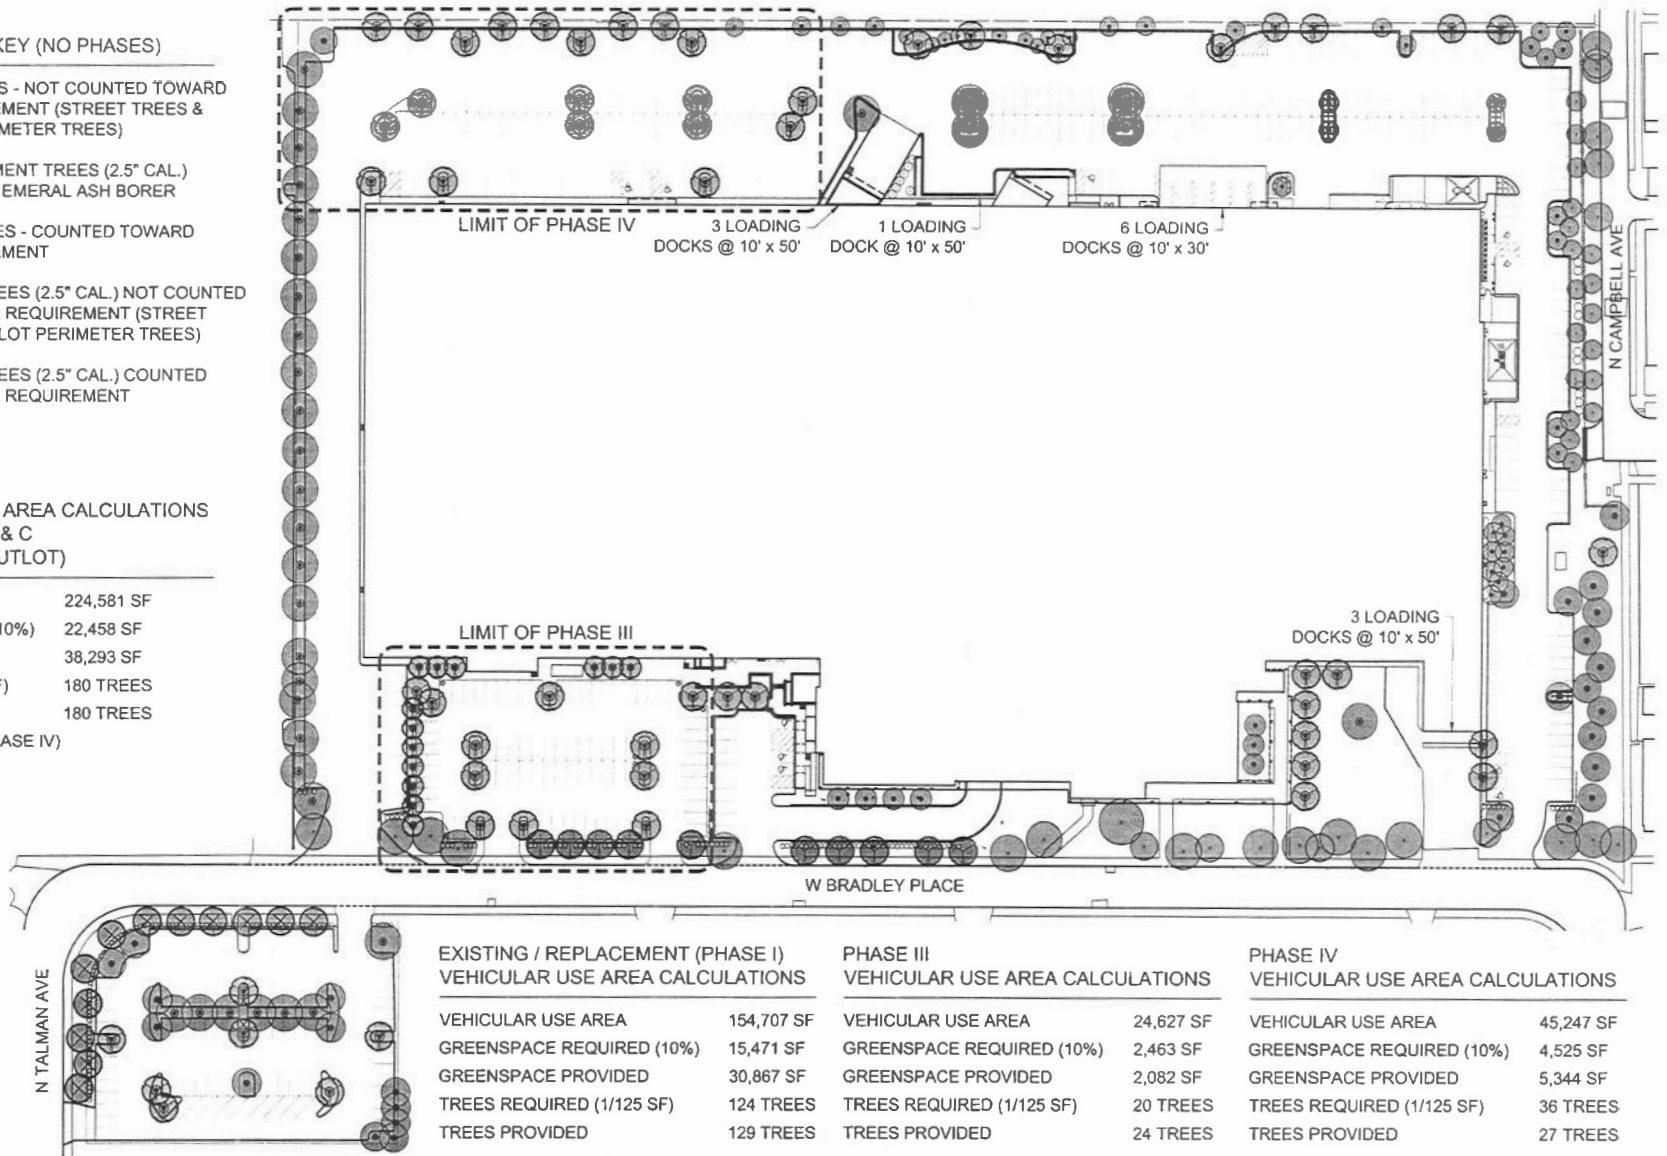 KEY (NO PHASES)
S - NOT COUNTED TOWARD
EMENT (STREET TREES &
METER TREES)
MENT TREES (2.5" CAL.)
EMERAL ASH BORER
ES - COUNTED TOWARD
EMENT
EES (2.5" CAL.) NOT COUNTED
REQUIREMENT (STREET
LOT PERIMETER TREES)
EES (2.5" CAL.) COUNTED
REQUIREMENT
AREA CALCULATIONS
& C
UTLOT)
224,581 SF
10%) 22,458 SF
38,293 SF
F) 180 TREES
180 TREES
ASE IV)
LIMIT OF PHASE IV
3 LOADING
DOCKS @ 10' x 50'
1 LOADING
DOCK @ 10' x 50'
6 LOADING
DOCKS @ 10' x 30'
N CAMPBELL AVE
LIMIT OF PHASE III
3 LOADING
DOCKS @ 10' x 50'
W BRADLEY PLACE
N TALMAN AVE
EXISTING / REPLACEMENT (PHASE I)
VEHICULAR USE AREA CALCULATIONS
VEHICULAR USE AREA 154,707 SF
GREENSPACE REQUIRED (10%) 15,471 SF
GREENSPACE PROVIDED 30,867 SF
TREES REQUIRED (1/125 SF) 124 TREES
TREES PROVIDED 129 TREES
PHASE III
VEHICULAR USE AREA CALCULATIONS
VEHICULAR USE AREA 24,627 SF
GREENSPACE REQUIRED (10%) 2,463 SF
GREENSPACE PROVIDED 2,082 SF
TREES REQUIRED (1/125 SF) 20 TREES
TREES PROVIDED 24 TREES
PHASE IV
VEHICULAR USE AREA CALCULATIONS
VEHICULAR USE AREA 45,247 SF
GREENSPACE REQUIRED (10%) 4,525 SF
GREENSPACE PROVIDED 5,344 SF
TREES REQUIRED (1/125 SF) 36 TREES
TREES PROVIDED 27 TREES